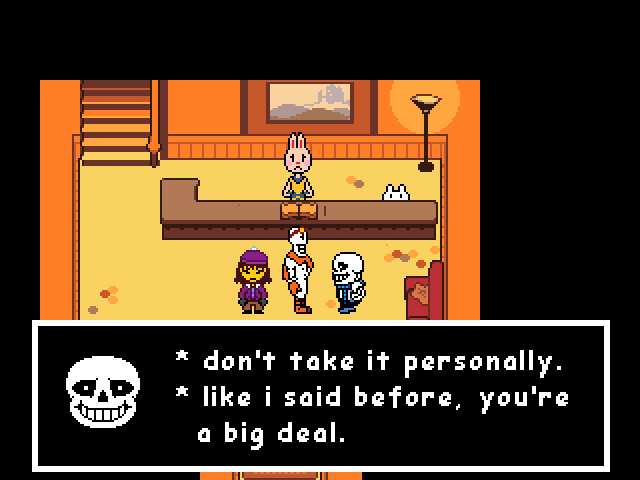 * don't take it personally.
* like i said before, you're
a big deal.